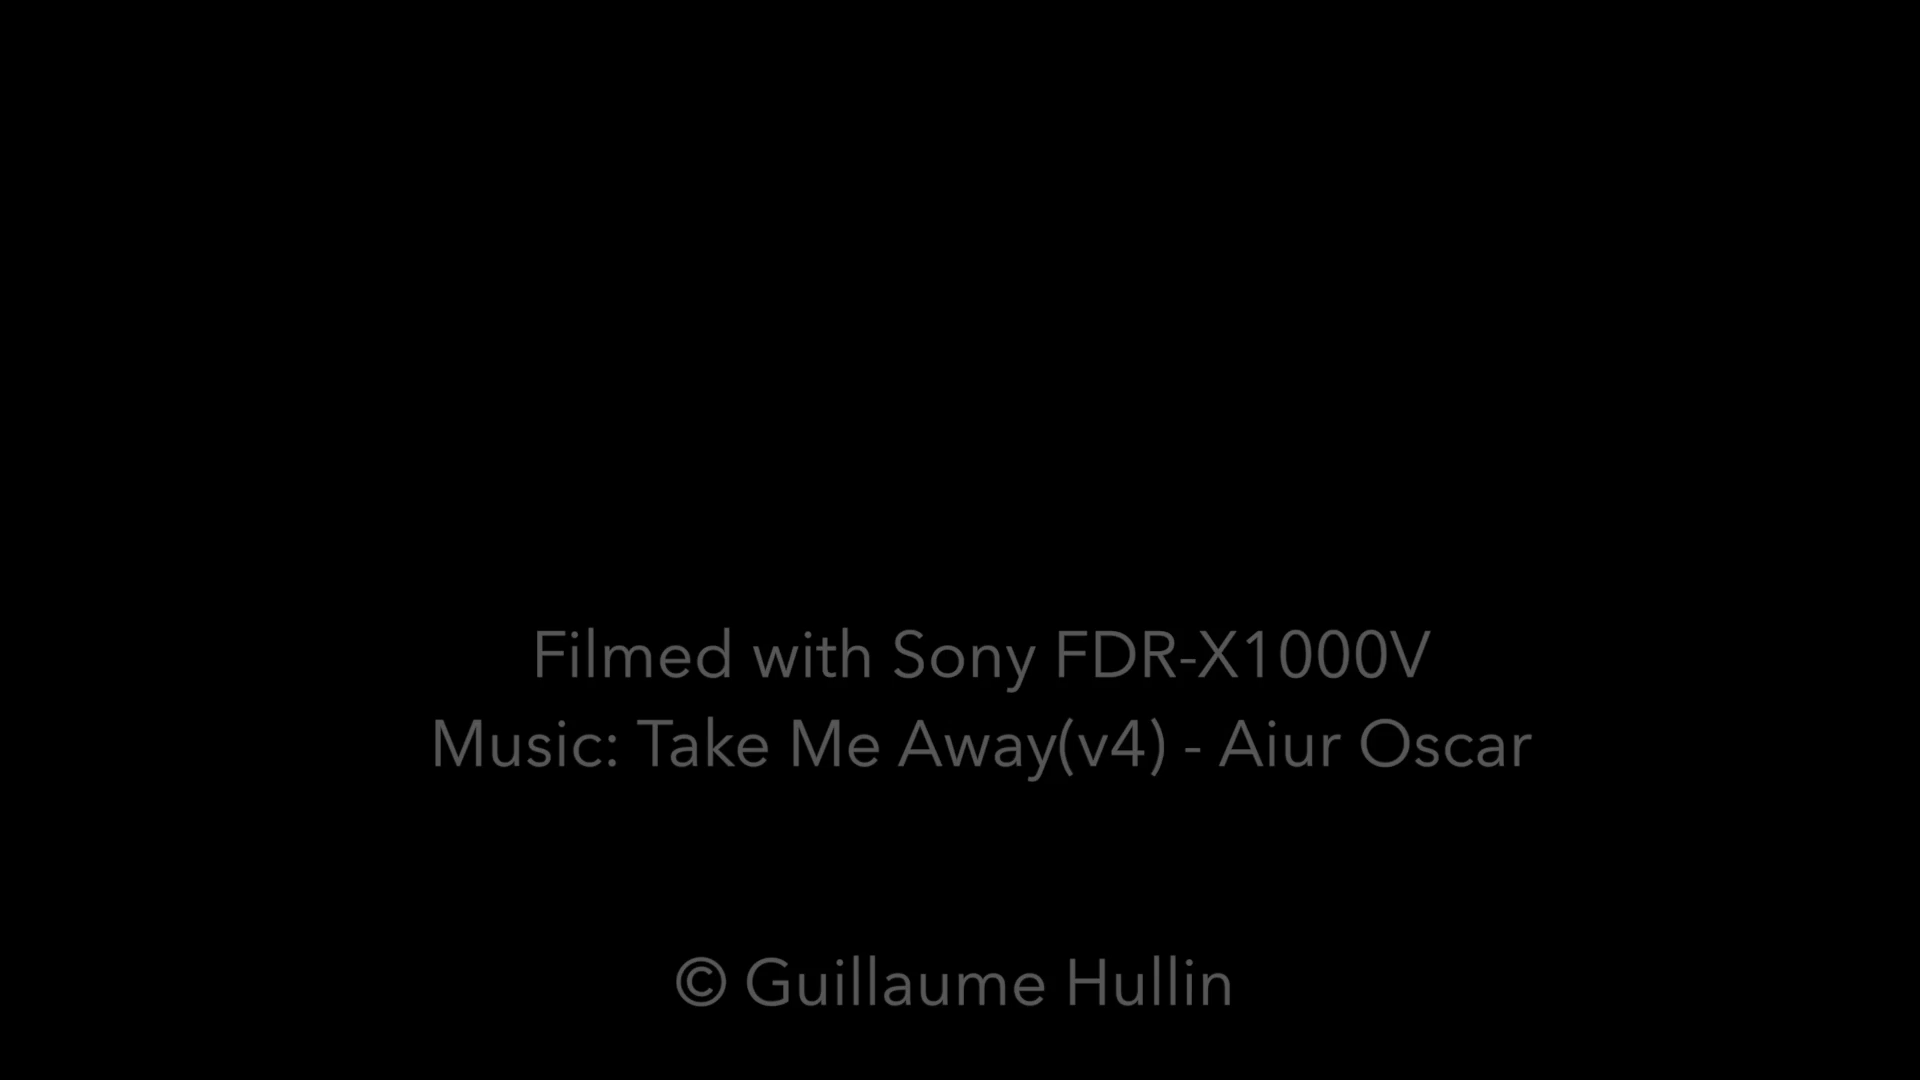 Filmed with Sony FDR-X1000V
Music: Take Me Away(v4) - Aiur Oscar
© Guillaume Hullin